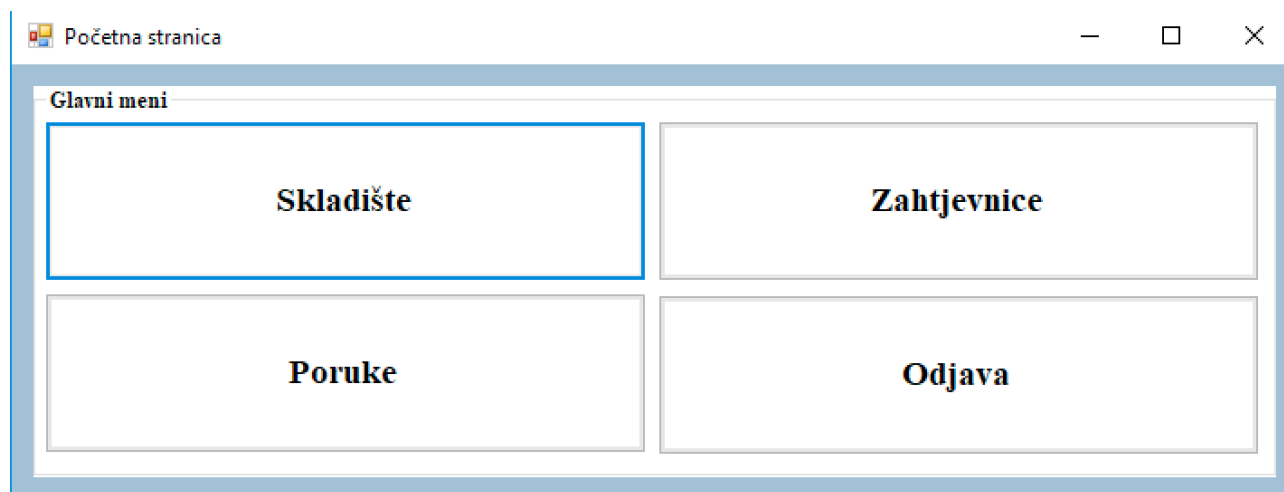 Početna stranica
Glavni meni
Skladište
Zahtjevnice
Poruke
Odjava